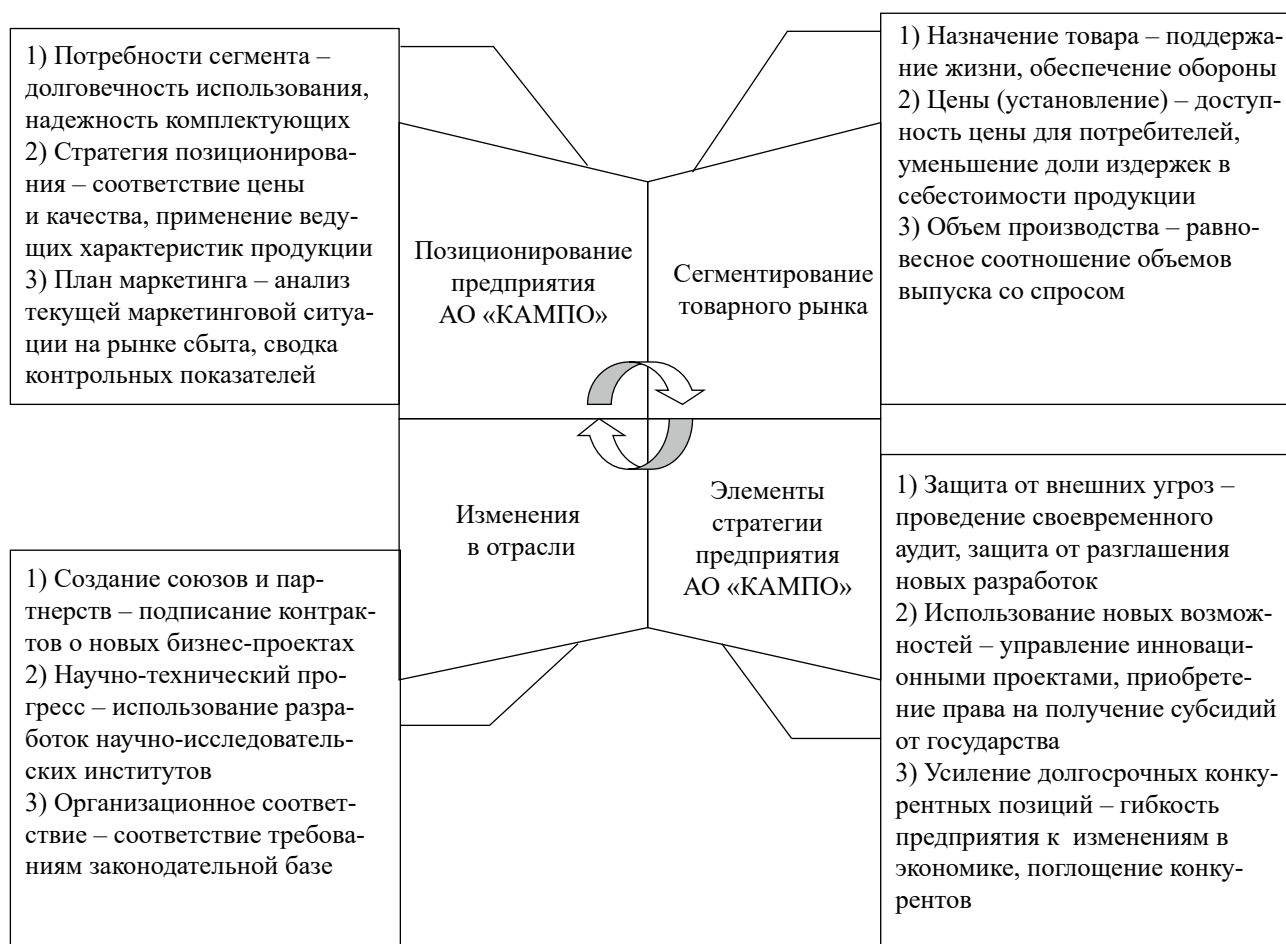 1) Потребности сегмента –
долговечность использования,
надежность комплектующих
2) Стратегия позиционирова-
ния – соответствие цены
и качества, применение веду-
щих характеристик продукции
3) План маркетинга – анализ
текущей маркетинговой ситуа-
ции на рынке сбыта, сводка
контрольных показателей
Позиционирование
предприятия
АО «КАМПО»
Сегментирование
товарного рынка
1) Назначение товара – поддержа-
ние жизни, обеспечение обороны
2) Цены (установление) – доступ-
ность цены для потребителей,
уменьшение доли издержек в
себестоимости продукции
3) Объем производства – равно-
весное соотношение объемов
выпуска со спросом
1) Создание союзов и пар-
тнерств – подписание контрак-
тов о новых бизнес-проектах
2) Научно-технический про-
гресс – использование разра-
боток научно-исследователь-
ских институтов
3) Организационное соответ-
ствие – соответствие требова-
ниям законодательной базе
Изменения
в отрасли
Элементы
стратегии
предприятия
АО «КАМПО»
1) Защита от внешних угроз –
проведение своевременного
аудит, защита от разглашения
новых разработок
2) Использование новых возмож-
ностей – управление инноваци-
онными проектами, приобрете-
ние права на получение субсидий
от государства
3) Усиление долгосрочных конку-
рентных позиций – гибкость
предприятия к изменениям в
экономике, поглощение конку-
рентов